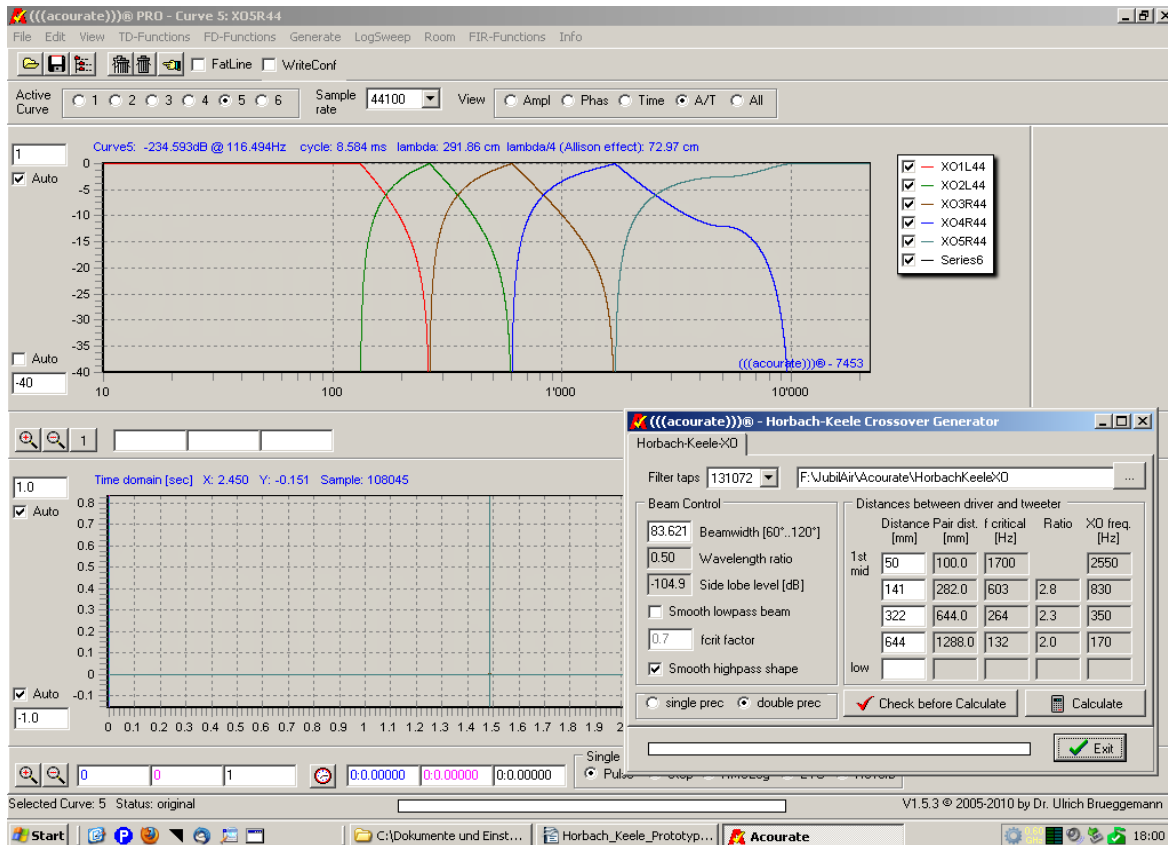 (((acourate)))® PRO - Curve 5: XO5R44
File Edit View TD-Functions FD-Functions Generate LogSweep Room FIR-Functions Info
FatLine WriteConf
Active Curve 1 2 3 4 5 6 Sample rate 44100 View Ampl Phas Time A/T All
1
Auto
Curve5: -234.593dB @ 116.494Hz cycle: 8.584 ms lambda: 291.86 cm lambda/4 (Allison effect): 72.97 cm
0
-5
-10
-15
-20
-25
-30
-35
-40
Auto
-40
10 100 1'000 10'000
(((acourate)))® - 7453
XO1L44
XO2L44
XO3R44
XO4R44
XO5R44
Series6
1
1.0
Auto
Time domain [sec] X: 2.450 Y: -0.151 Sample: 108045
0.8
0.7
0.6
0.5
0.4
0.3
0.2
0.1
0
-0.1
Auto
-1.0
0 0.1 0.2 0.3 0.4 0.5 0.6 0.7 0.8 0.9 1 1.1 1.2 1.3 1.4 1.5 1.6 1.7 1.8 1.9 2
0 0 1 0:0.00000 0:0.00000 0:0.00000
Single
Selected Curve: 5 Status: original
V1.5.3 © 2005-2010 by Dr. Ulrich Brueggemann
(((acourate)))® - Horbach-Keele Crossover Generator
Horbach-Keele-XO
Filter taps 131072 F:\JubilAir\Acourate\HorbachKeeleXO ...
Beam Control
83.621 Beamwidth [60°..120°]
0.50 Wavelength ratio
-104.9 Side lobe level [dB]
Smooth lowpass beam
0.7 fcrit factor
Smooth highpass shape
single prec double prec
Distances between driver and tweeter
Distance [mm] Pair dist. [mm] f critical [Hz] Ratio XO freq. [Hz]
1st mid 50 100.0 1700 2550
141 282.0 603 2.8 830
322 644.0 264 2.3 350
644 1288.0 132 2.0 170
low
Check before Calculate Calculate
Exit
Start C:\Dokumente und Einst... Horbach_Keele_Prototyp... Acourate 18:00